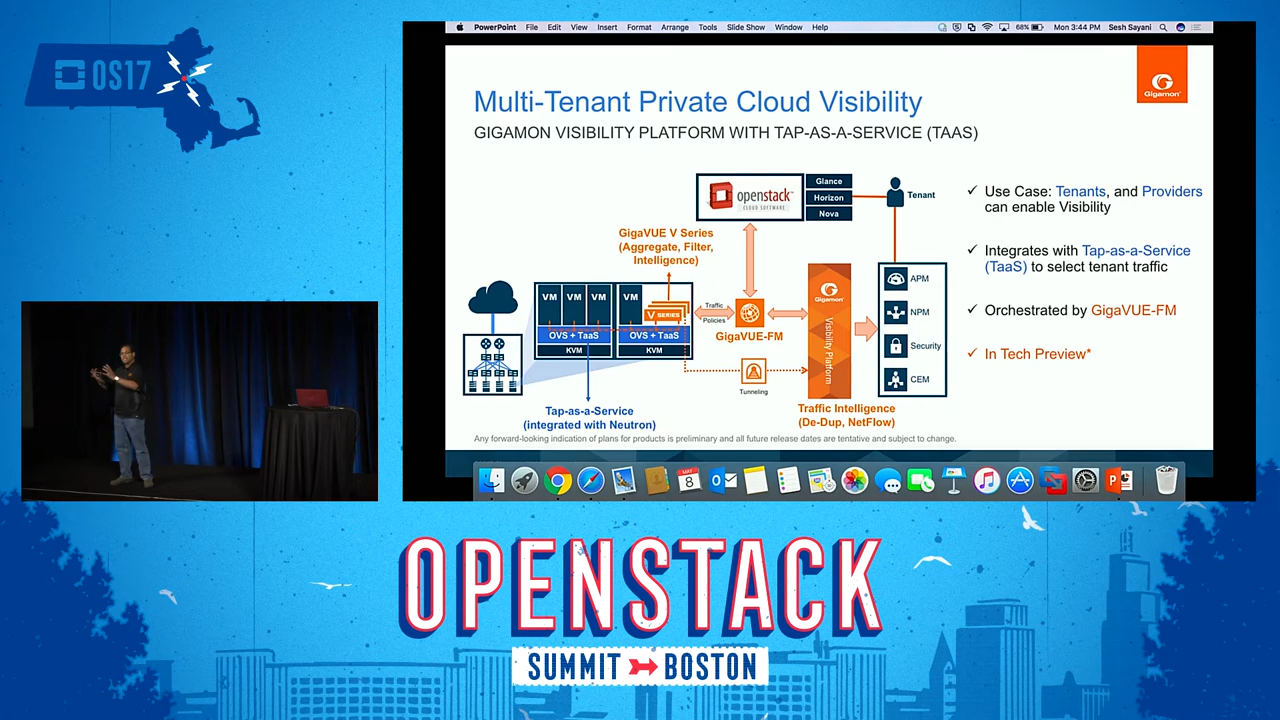 OS17
PowerPoint File Edit View Insert Format Arrange Tools Slide Show Window Help
68% Mon 3:44 PM Sesh Sayani
Gigamon
Multi-Tenant Private Cloud Visibility
GIGAMON VISIBILITY PLATFORM WITH TAP-AS-A-SERVICE (TAAS)
openstack
CLOUD SOFTWARE
Glance
Horizon
Nova
Tenant
GigaVUE V Series
(Aggregate, Filter,
Intelligence)
VM VM VM
VM
V SERIES
OVS + TaaS
OVS + TaaS
KVM
KVM
Traffic
Policies
GigaVUE-FM
Gigamon
Visibility Platform
APM
NPM
Security
CEM
Tunneling
Tap-as-a-Service
(integrated with Neutron)
Traffic Intelligence
(De-Dup, NetFlow)
✓ Use Case: Tenants, and Providers
can enable Visibility
✓ Integrates with Tap-as-a-Service
(TaaS) to select tenant traffic
✓ Orchestrated by GigaVUE-FM
✓ In Tech Preview*
Any forward-looking indication of plans for products is preliminary and all future release dates are tentative and subject to change.
MAY
8
OPENSTACK
SUMMIT BOSTON